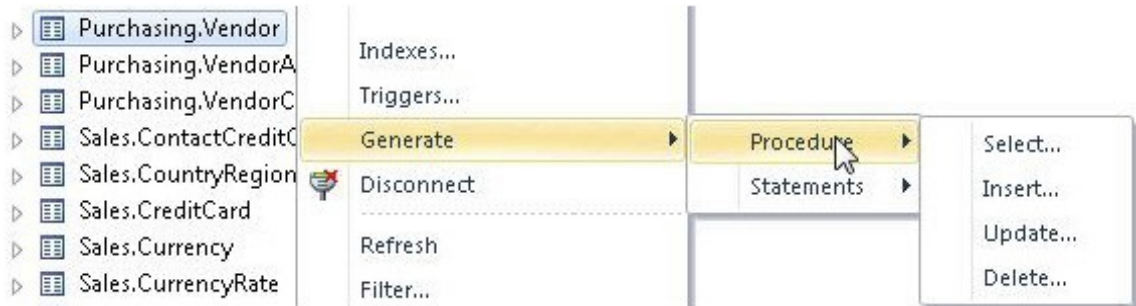 Purchasing.Vendor
Purchasing.VendorA
Purchasing.VendorC
Sales.ContactCreditC
Sales.CountryRegion
Sales.CreditCard
Sales.Currency
Sales.CurrencyRate
Indexes...
Triggers...
Generate
Disconnect
Refresh
Filter...
Procedure
Statements
Select...
Insert...
Update...
Delete...